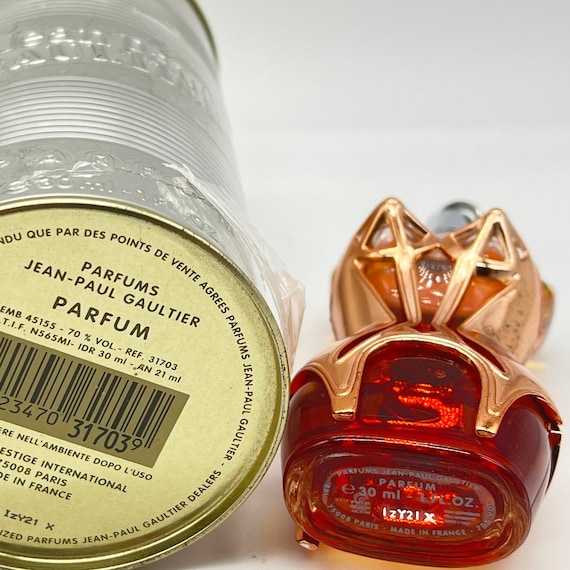 Jean Paul
GAULTIER
NDU QUE PAR DES POINTS DE VENTE AGREES PARFUMS JEAN-PAUL GAULTIER -
PARFUMS
JEAN-PAUL GAULTIER
PARFUM
EMB 45155 - 70 % VOL.- REF. 31703
.T.I.F. N565MI- IDR 30 ml -AN 21 ml
23470 317039
ERE NELL'AMBIENTE DOPO L'USO
ESTIGE INTERNATIONAL
75008 PARIS
E IN FRANCE
IzY21 X
IZED PARFUMS JEAN-PAUL GAULTIER DEALERS -
PARFUMS JEAN-PAUL GAULTIER
PARFUM
e 30 ml - 1 FL.OZ.
IzY21 X
75008 PARIS - MADE IN FRANCE